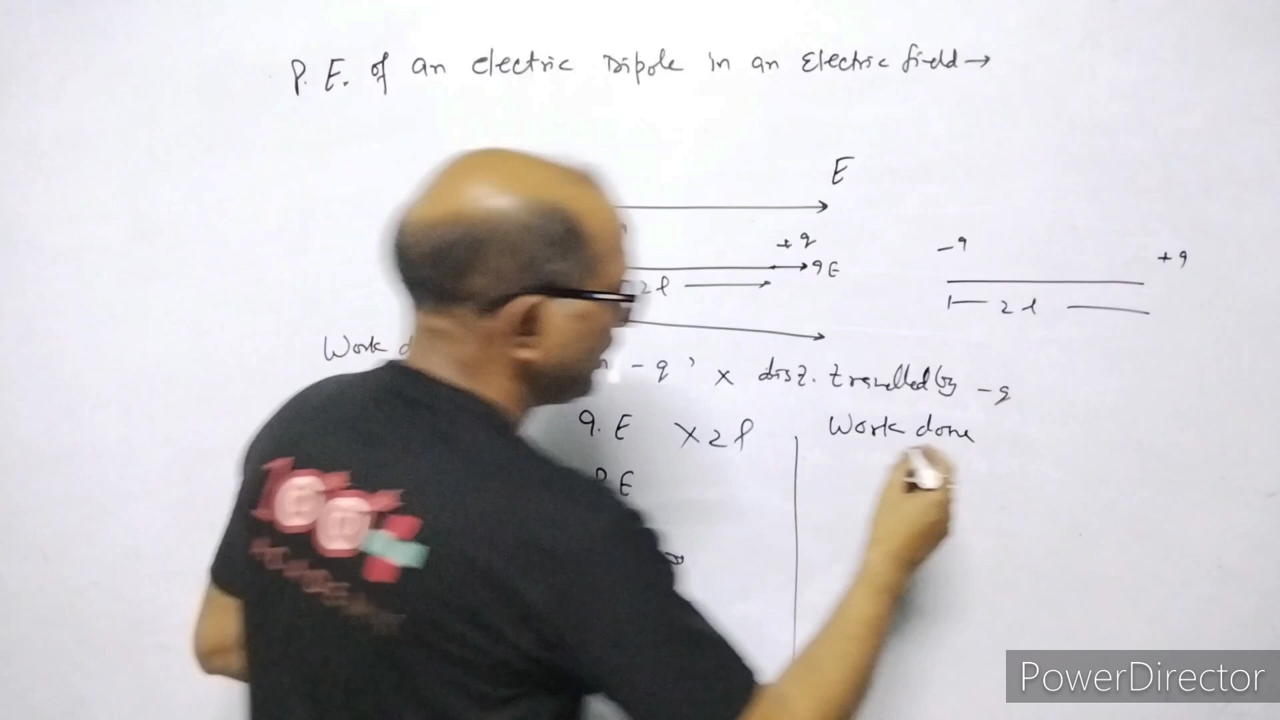 P. E. of an electric Dipole in an Electric field →
E
+q
qE
2l
-q
+q
2l
Work
-q' × dist. travelled by -q
q.E × 2l
Work done
P E
PowerDirector